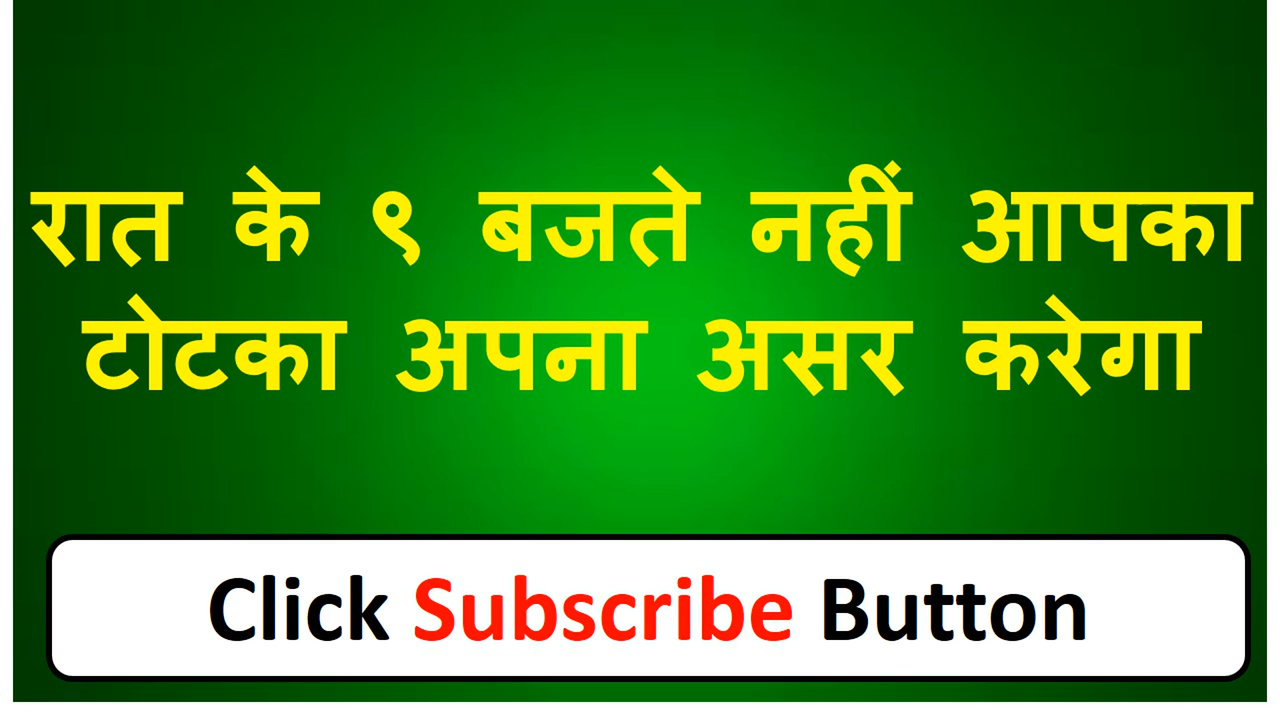 रात के ९ बजते नहीं आपका
टोटका अपना असर करेगा
Click Subscribe Button